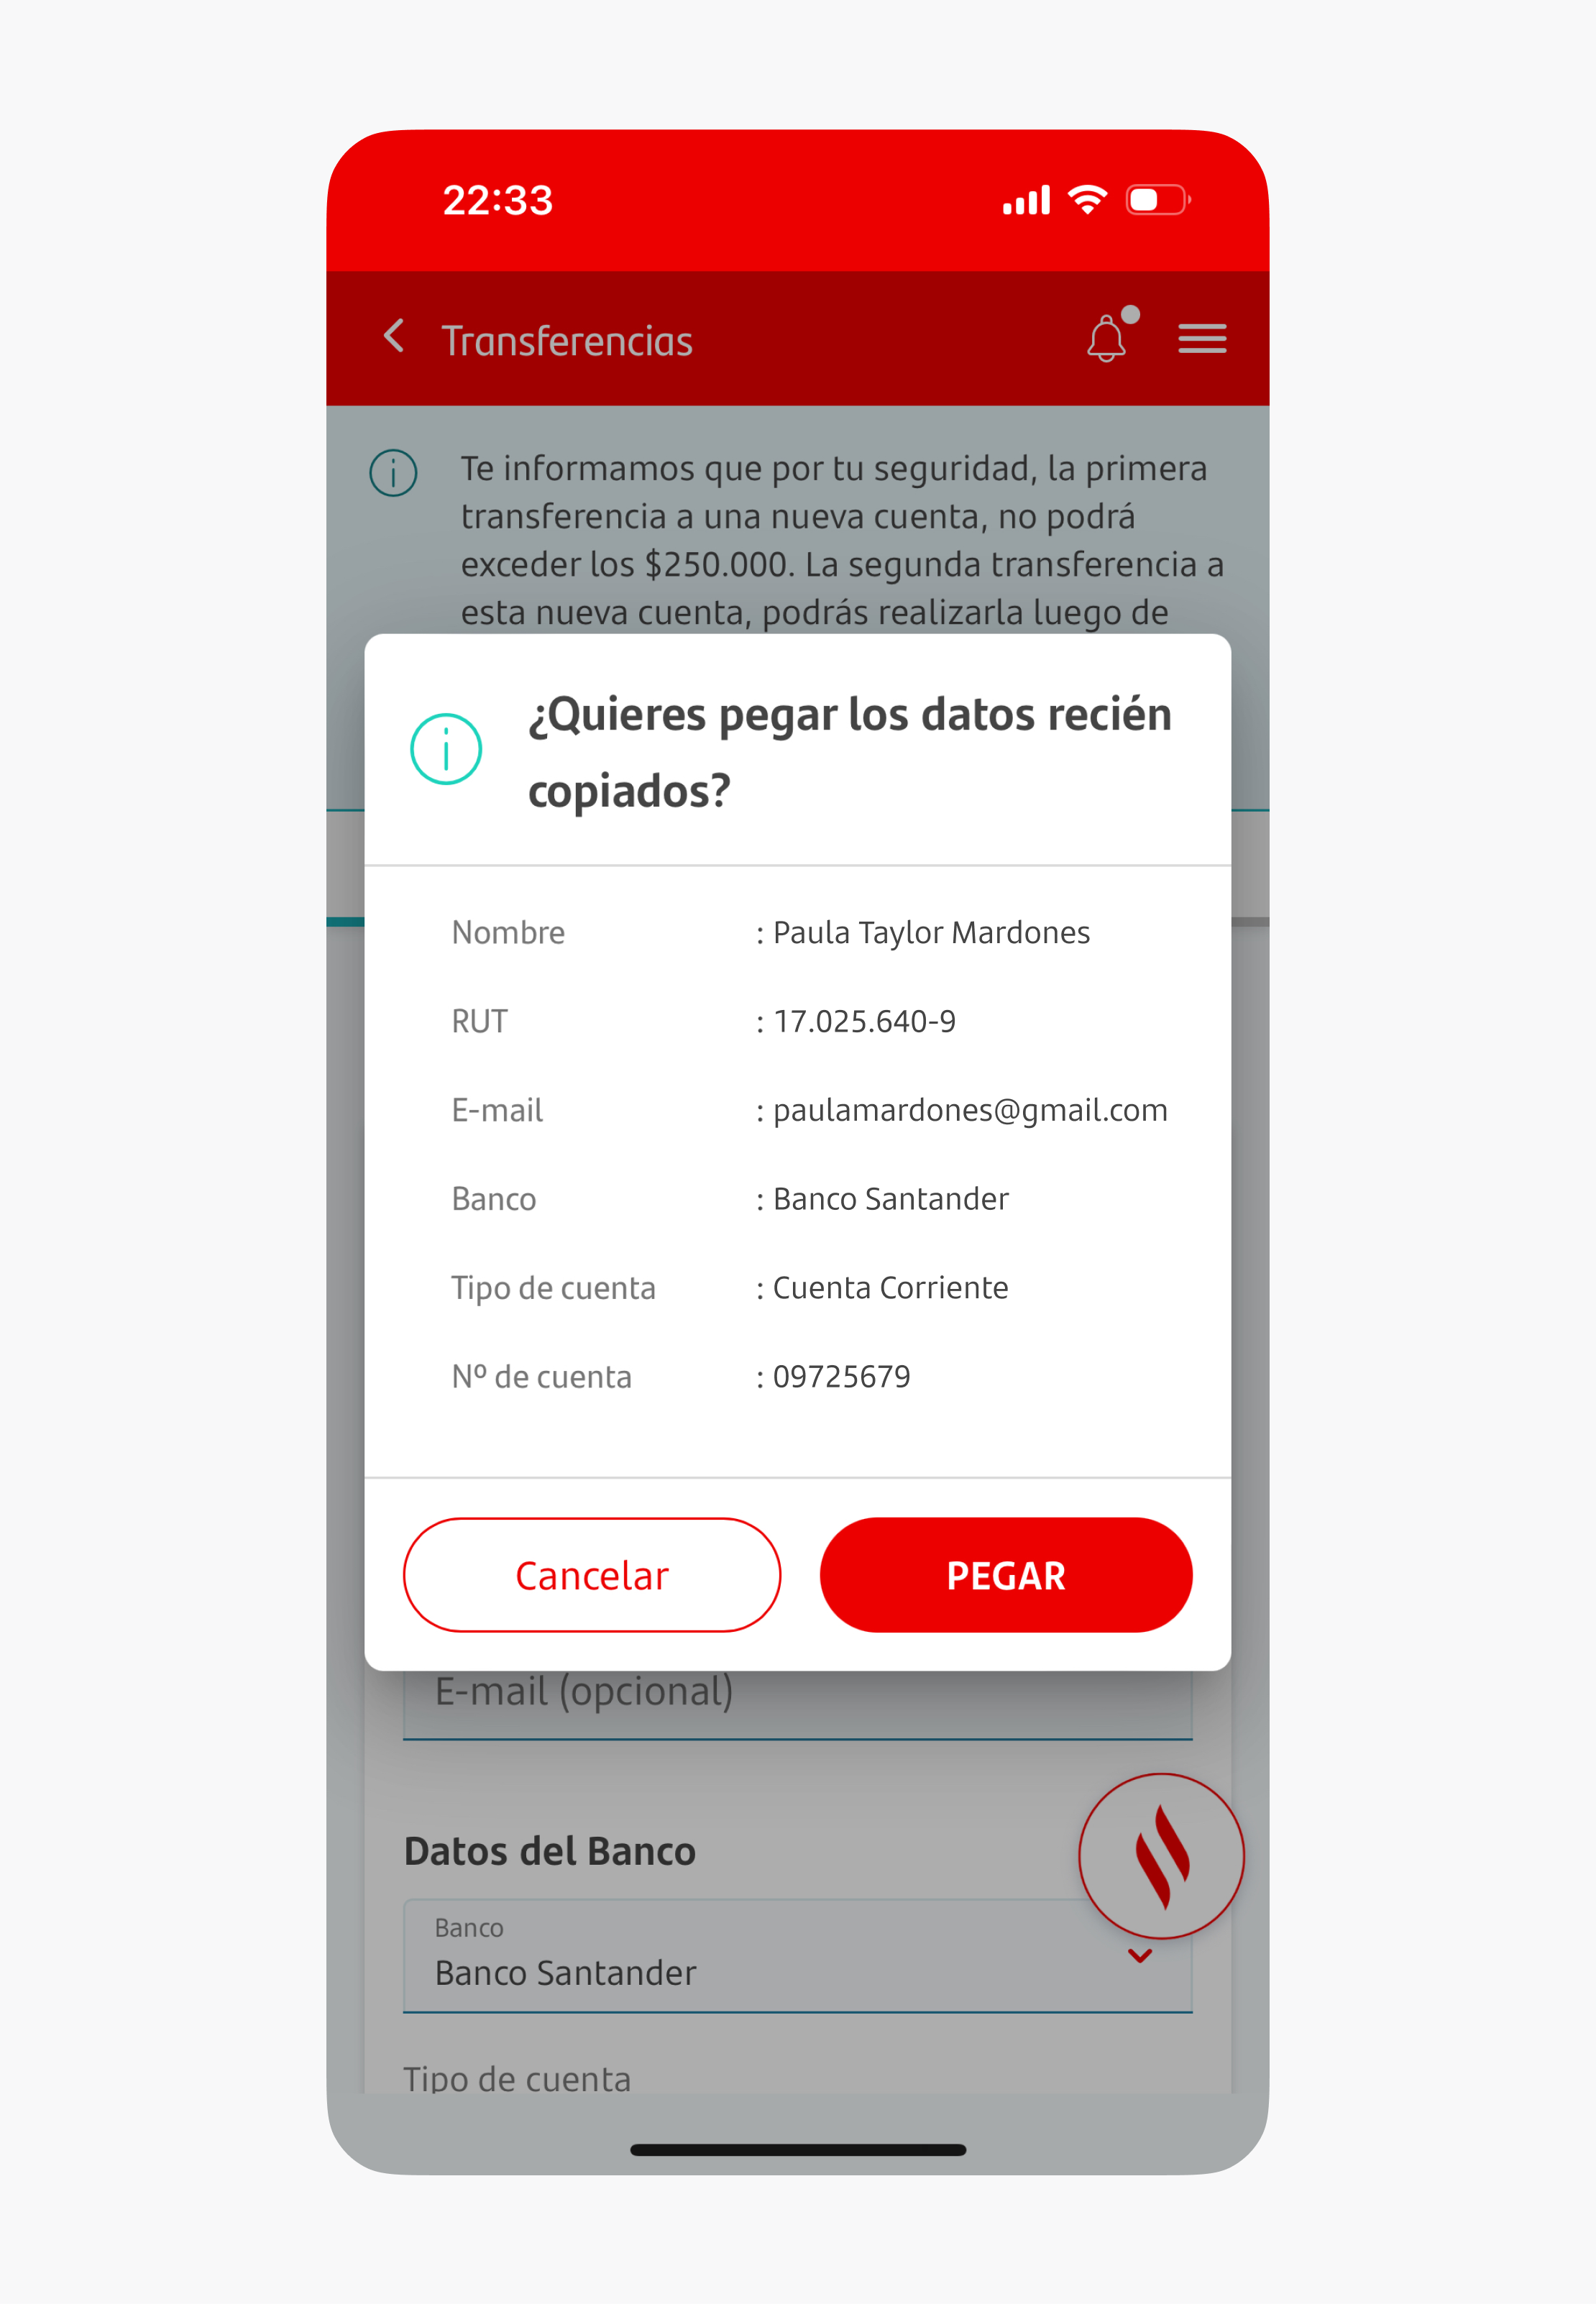 22:33
Transferencias
Te informamos que por tu seguridad, la primera
transferencia a una nueva cuenta, no podrá
exceder los $250.000. La segunda transferencia a
esta nueva cuenta, podrás realizarla luego de
¿Quieres pegar los datos recién
copiados?
Nombre : Paula Taylor Mardones
RUT : 17.025.640-9
E-mail : paulamardones@gmail.com
Banco : Banco Santander
Tipo de cuenta : Cuenta Corriente
Nº de cuenta : 09725679
Cancelar PEGAR
E-mail (opcional)
Datos del Banco
Banco
Banco Santander
Tipo de cuenta